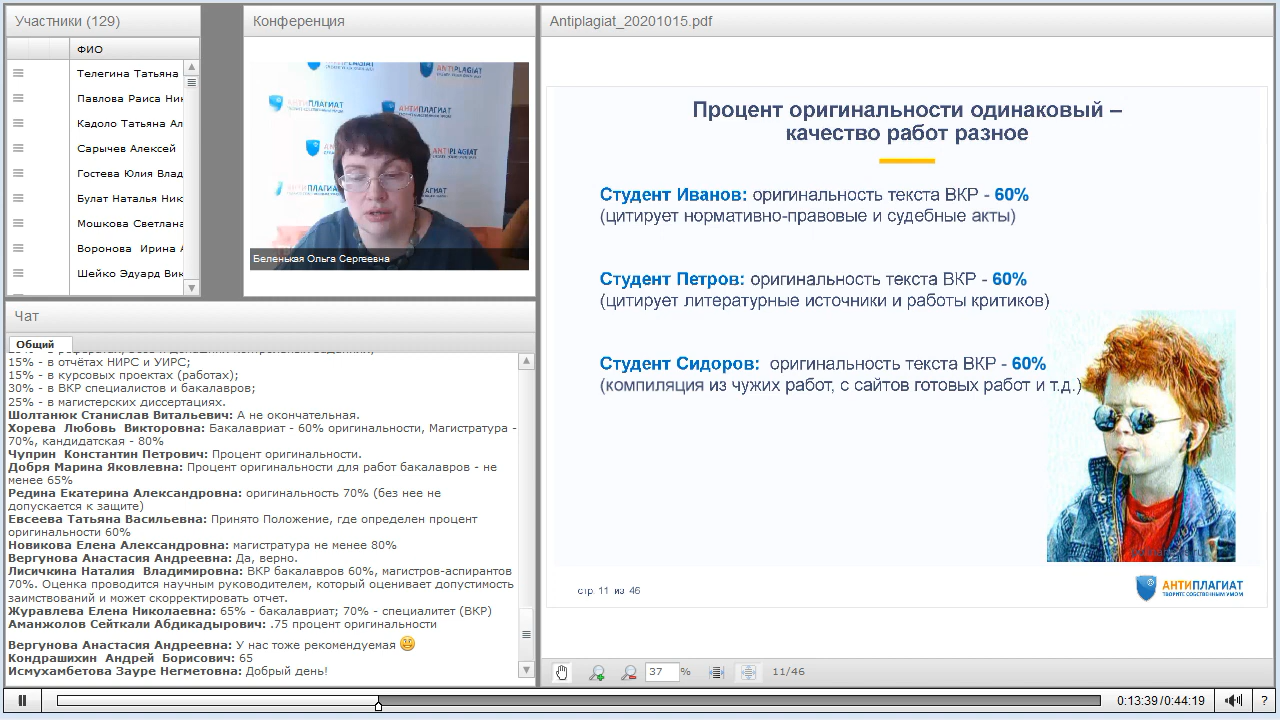 Участники (129)
ФИО
Телегина Татьяна
Павлова Раиса Ник
Кадоло Татьяна Ал
Сарычев Алексей
Гостева Юлия Влад
Булат Наталья Ник
Мошкова Светлана
Воронова Ирина А
Шейко Эдуард Вик
Конференция
АНТИПЛАГИАТ
Беленькая Ольга Сергеевна
Чат
Общий
15% - в отчётах НИРС и УИРС;
15% - в курсовых проектах (работах);
30% - в ВКР специалистов и бакалавров;
25% - в магистерских диссертациях.
Шолтанюк Станислав Витальевич: А не окончательная.
Хорева Любовь Викторовна: Бакалавриат - 60% оригинальности, Магистратура -
70%, кандидатская - 80%
Чуприн Константин Петрович: Процент оригинальности.
Добря Марина Яковлевна: Процент оригинальности для работ бакалавров - не
менее 65%
Редина Екатерина Александровна: оригинальность 70% (без нее не
допускается к защите)
Евсеева Татьяна Васильевна: Принято Положение, где определен процент
оригинальности 60%
Новикова Елена Александровна: магистратура не менее 80%
Вергунова Анастасия Андреевна: Да, верно.
Лисичкина Наталия Владимировна: ВКР бакалавров 60%, магистров-аспирантов
70%. Оценка проводится научным руководителем, который оценивает допустимость
заимствований и может скорректировать отчет.
Журавлева Елена Николаевна: 65% - бакалавриат; 70% - специалитет (ВКР)
Аманжолов Сейткали Абдикадырович: .75 процент оригинальности
Вергунова Анастасия Андреевна: У нас тоже рекомендуемая
Кондрашихин Андрей Борисович: 65
Исмухамбетова Зауре Негметовна: Добрый день!
Antiplagiat_20201015.pdf
Процент оригинальности одинаковый –
качество работ разное
Студент Иванов: оригинальность текста ВКР - 60%
(цитирует нормативно-правовые и судебные акты)
Студент Петров: оригинальность текста ВКР - 60%
(цитирует литературные источники и работы критиков)
Студент Сидоров: оригинальность текста ВКР - 60%
(компиляция из чужих работ, с сайтов готовых работ и т.д.)
стр 11 из 46
АНТИПЛАГИАТ
ТВОРИТЕ СОБСТВЕННЫМ УМОМ
37 %
11/46
0:13:39/0:44:19
?